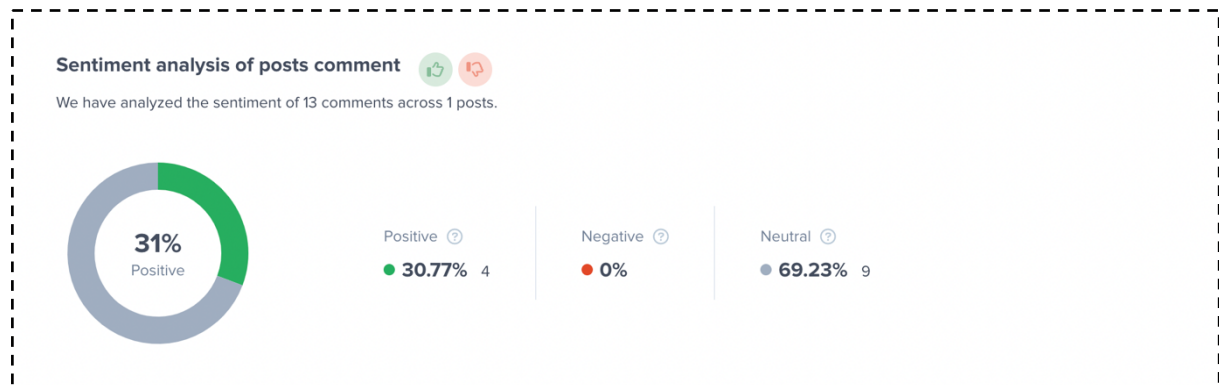 Sentiment analysis of posts comment
We have analyzed the sentiment of 13 comments across 1 posts.
31%
Positive
Positive ?
30.77% 4
Negative ?
0%
Neutral ?
69.23% 9